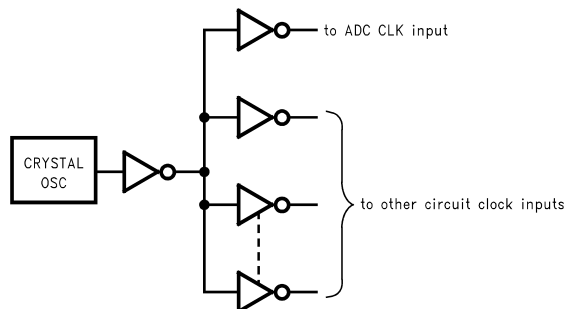 to ADC CLK input
CRYSTAL
OSC
to other circuit clock inputs